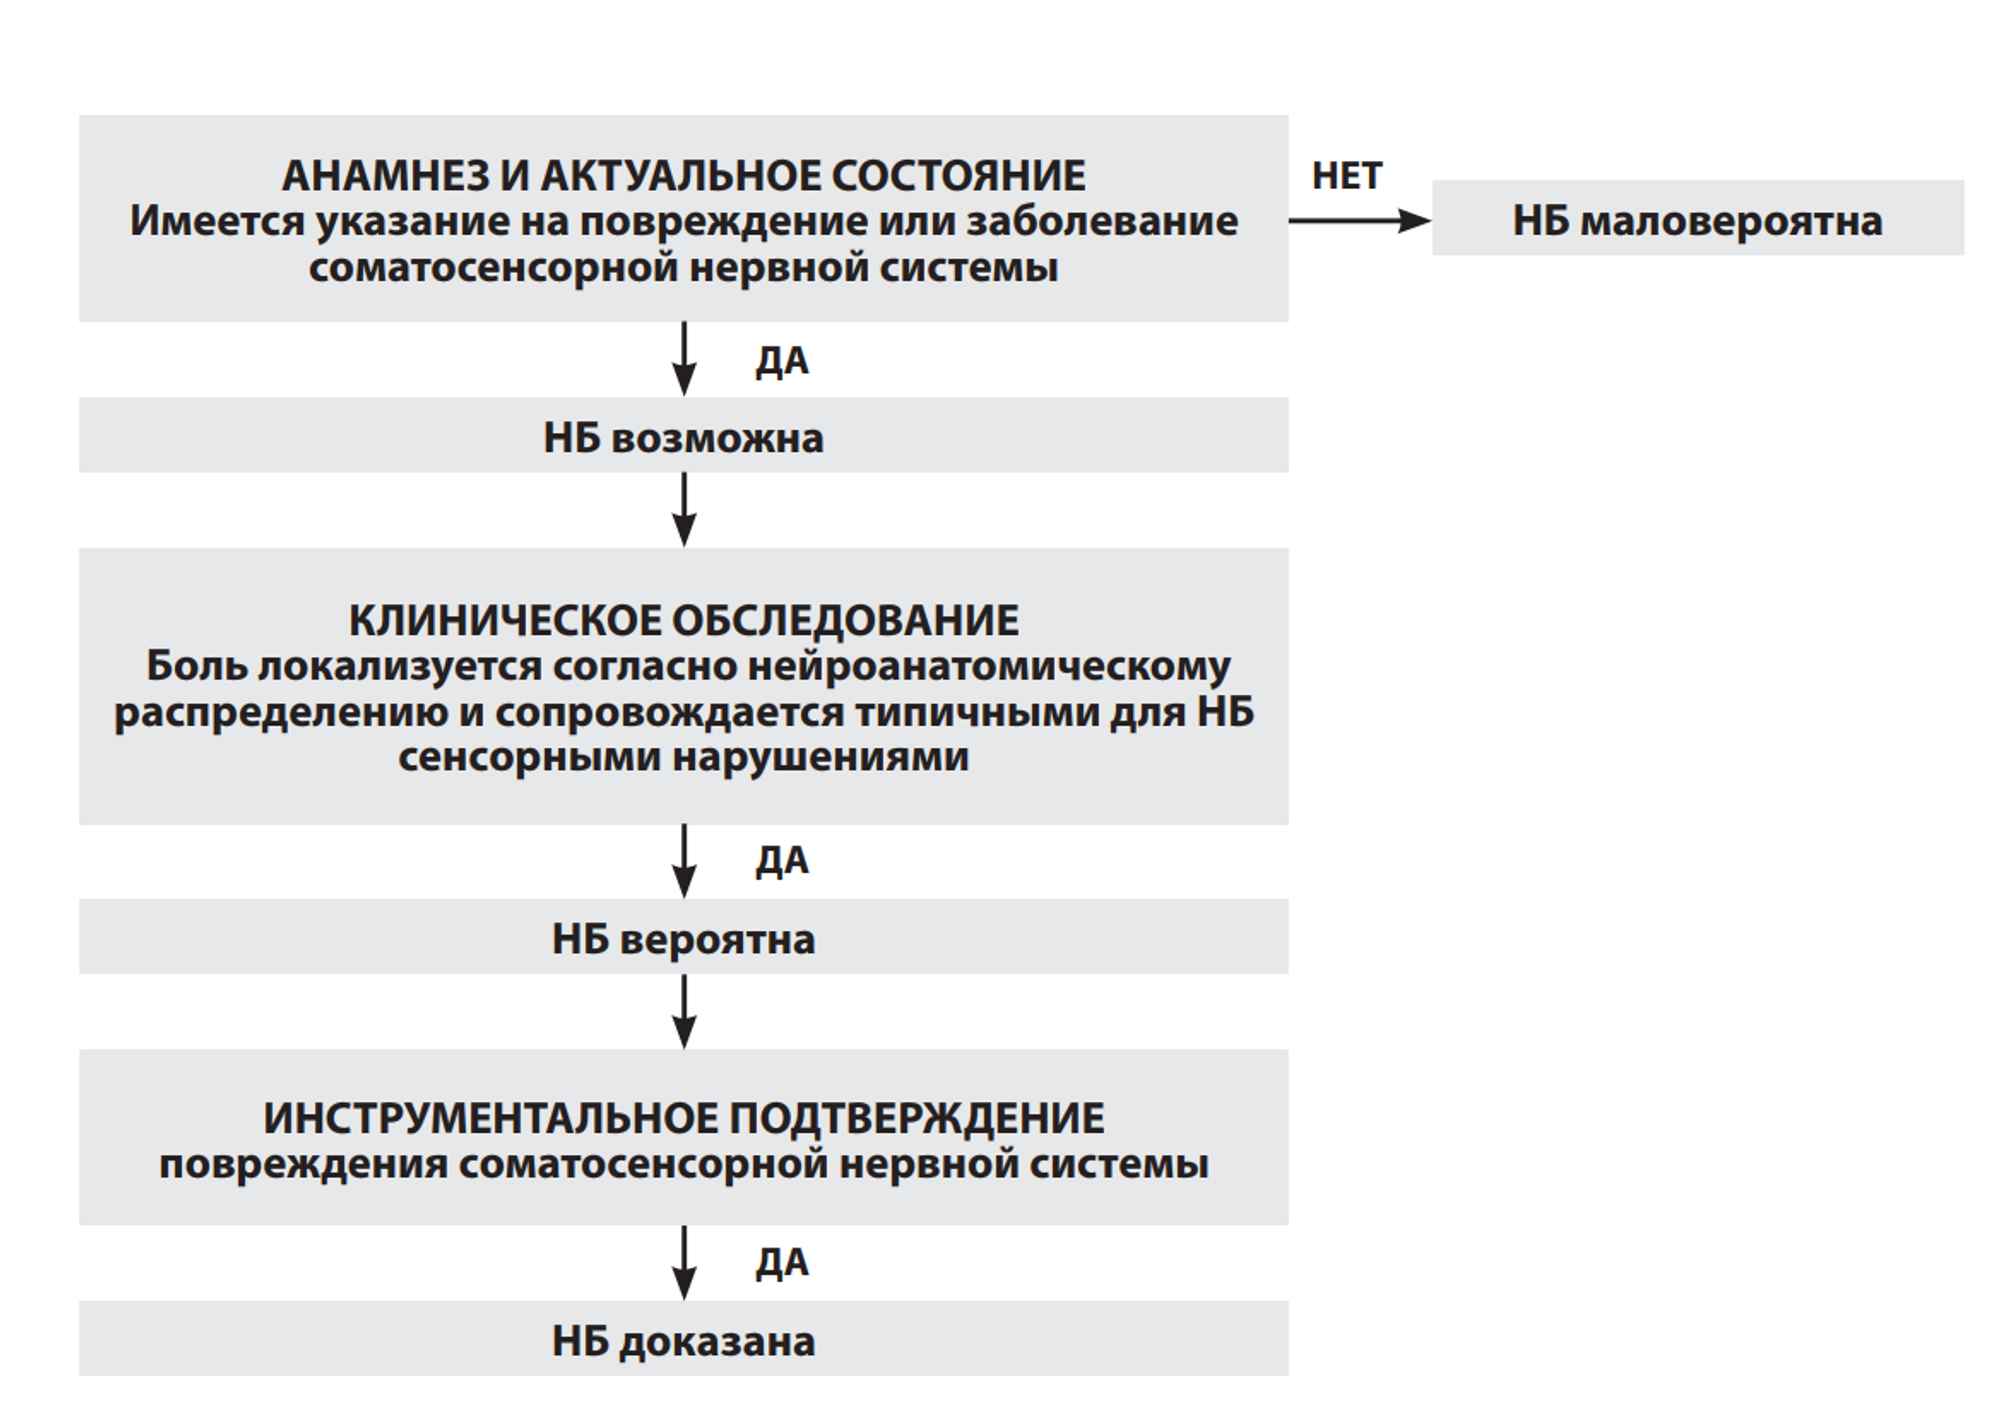 АНАМНЕЗ И АКТУАЛЬНОЕ СОСТОЯНИЕ
Имеется указание на повреждение или заболевание
соматосенсорной нервной системы
НЕТ
НБ маловероятна
ДА
НБ возможна
КЛИНИЧЕСКОЕ ОБСЛЕДОВАНИЕ
Боль локализуется согласно нейроанатомическому
распределению и сопровождается типичными для НБ
сенсорными нарушениями
ДА
НБ вероятна
ИНСТРУМЕНТАЛЬНОЕ ПОДТВЕРЖДЕНИЕ
повреждения соматосенсорной нервной системы
ДА
НБ доказана